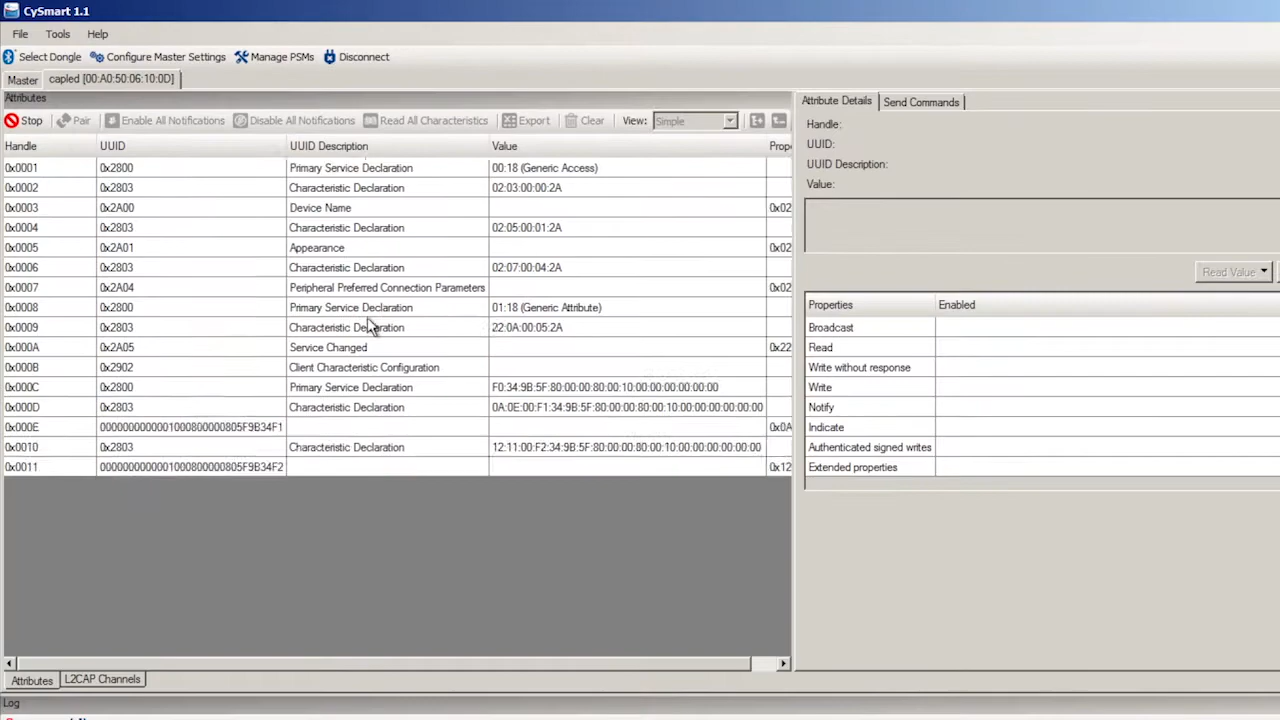 CySmart 1.1
File Tools Help
Select Dongle Configure Master Settings Manage PSMs Disconnect
Master capled [00:A0:50:06:10:0D]
Attributes
Stop Pair Enable All Notifications Disable All Notifications Read All Characteristics Export Clear View: Simple
Handle UUID UUID Description Value Prope
0x0001 0x2800 Primary Service Declaration 00:18 (Generic Access)
0x0002 0x2803 Characteristic Declaration 02:03:00:00:2A
0x0003 0x2A00 Device Name 0x02
0x0004 0x2803 Characteristic Declaration 02:05:00:01:2A
0x0005 0x2A01 Appearance 0x02
0x0006 0x2803 Characteristic Declaration 02:07:00:04:2A
0x0007 0x2A04 Peripheral Preferred Connection Parameters 0x02
0x0008 0x2800 Primary Service Declaration 01:18 (Generic Attribute)
0x0009 0x2803 Characteristic Declaration 22:0A:00:05:2A
0x000A 0x2A05 Service Changed 0x22
0x000B 0x2902 Client Characteristic Configuration
0x000C 0x2800 Primary Service Declaration F0:34:9B:5F:80:00:00:80:00:10:00:00:00:00:00:00
0x000D 0x2803 Characteristic Declaration 0A:0E:00:F1:34:9B:5F:80:00:00:80:00:10:00:00:00:00:00:00
0x000E 0000000000001000800000805F9B34F1 0x0A
0x0010 0x2803 Characteristic Declaration 12:11:00:F2:34:9B:5F:80:00:00:80:00:10:00:00:00:00:00:00
0x0011 0000000000001000800000805F9B34F2 0x12
Attributes L2CAP Channels
Log
Attribute Details Send Commands
Handle:
UUID:
UUID Description:
Value:
Read Value
Properties Enabled
Broadcast
Read
Write without response
Write
Notify
Indicate
Authenticated signed writes
Extended properties